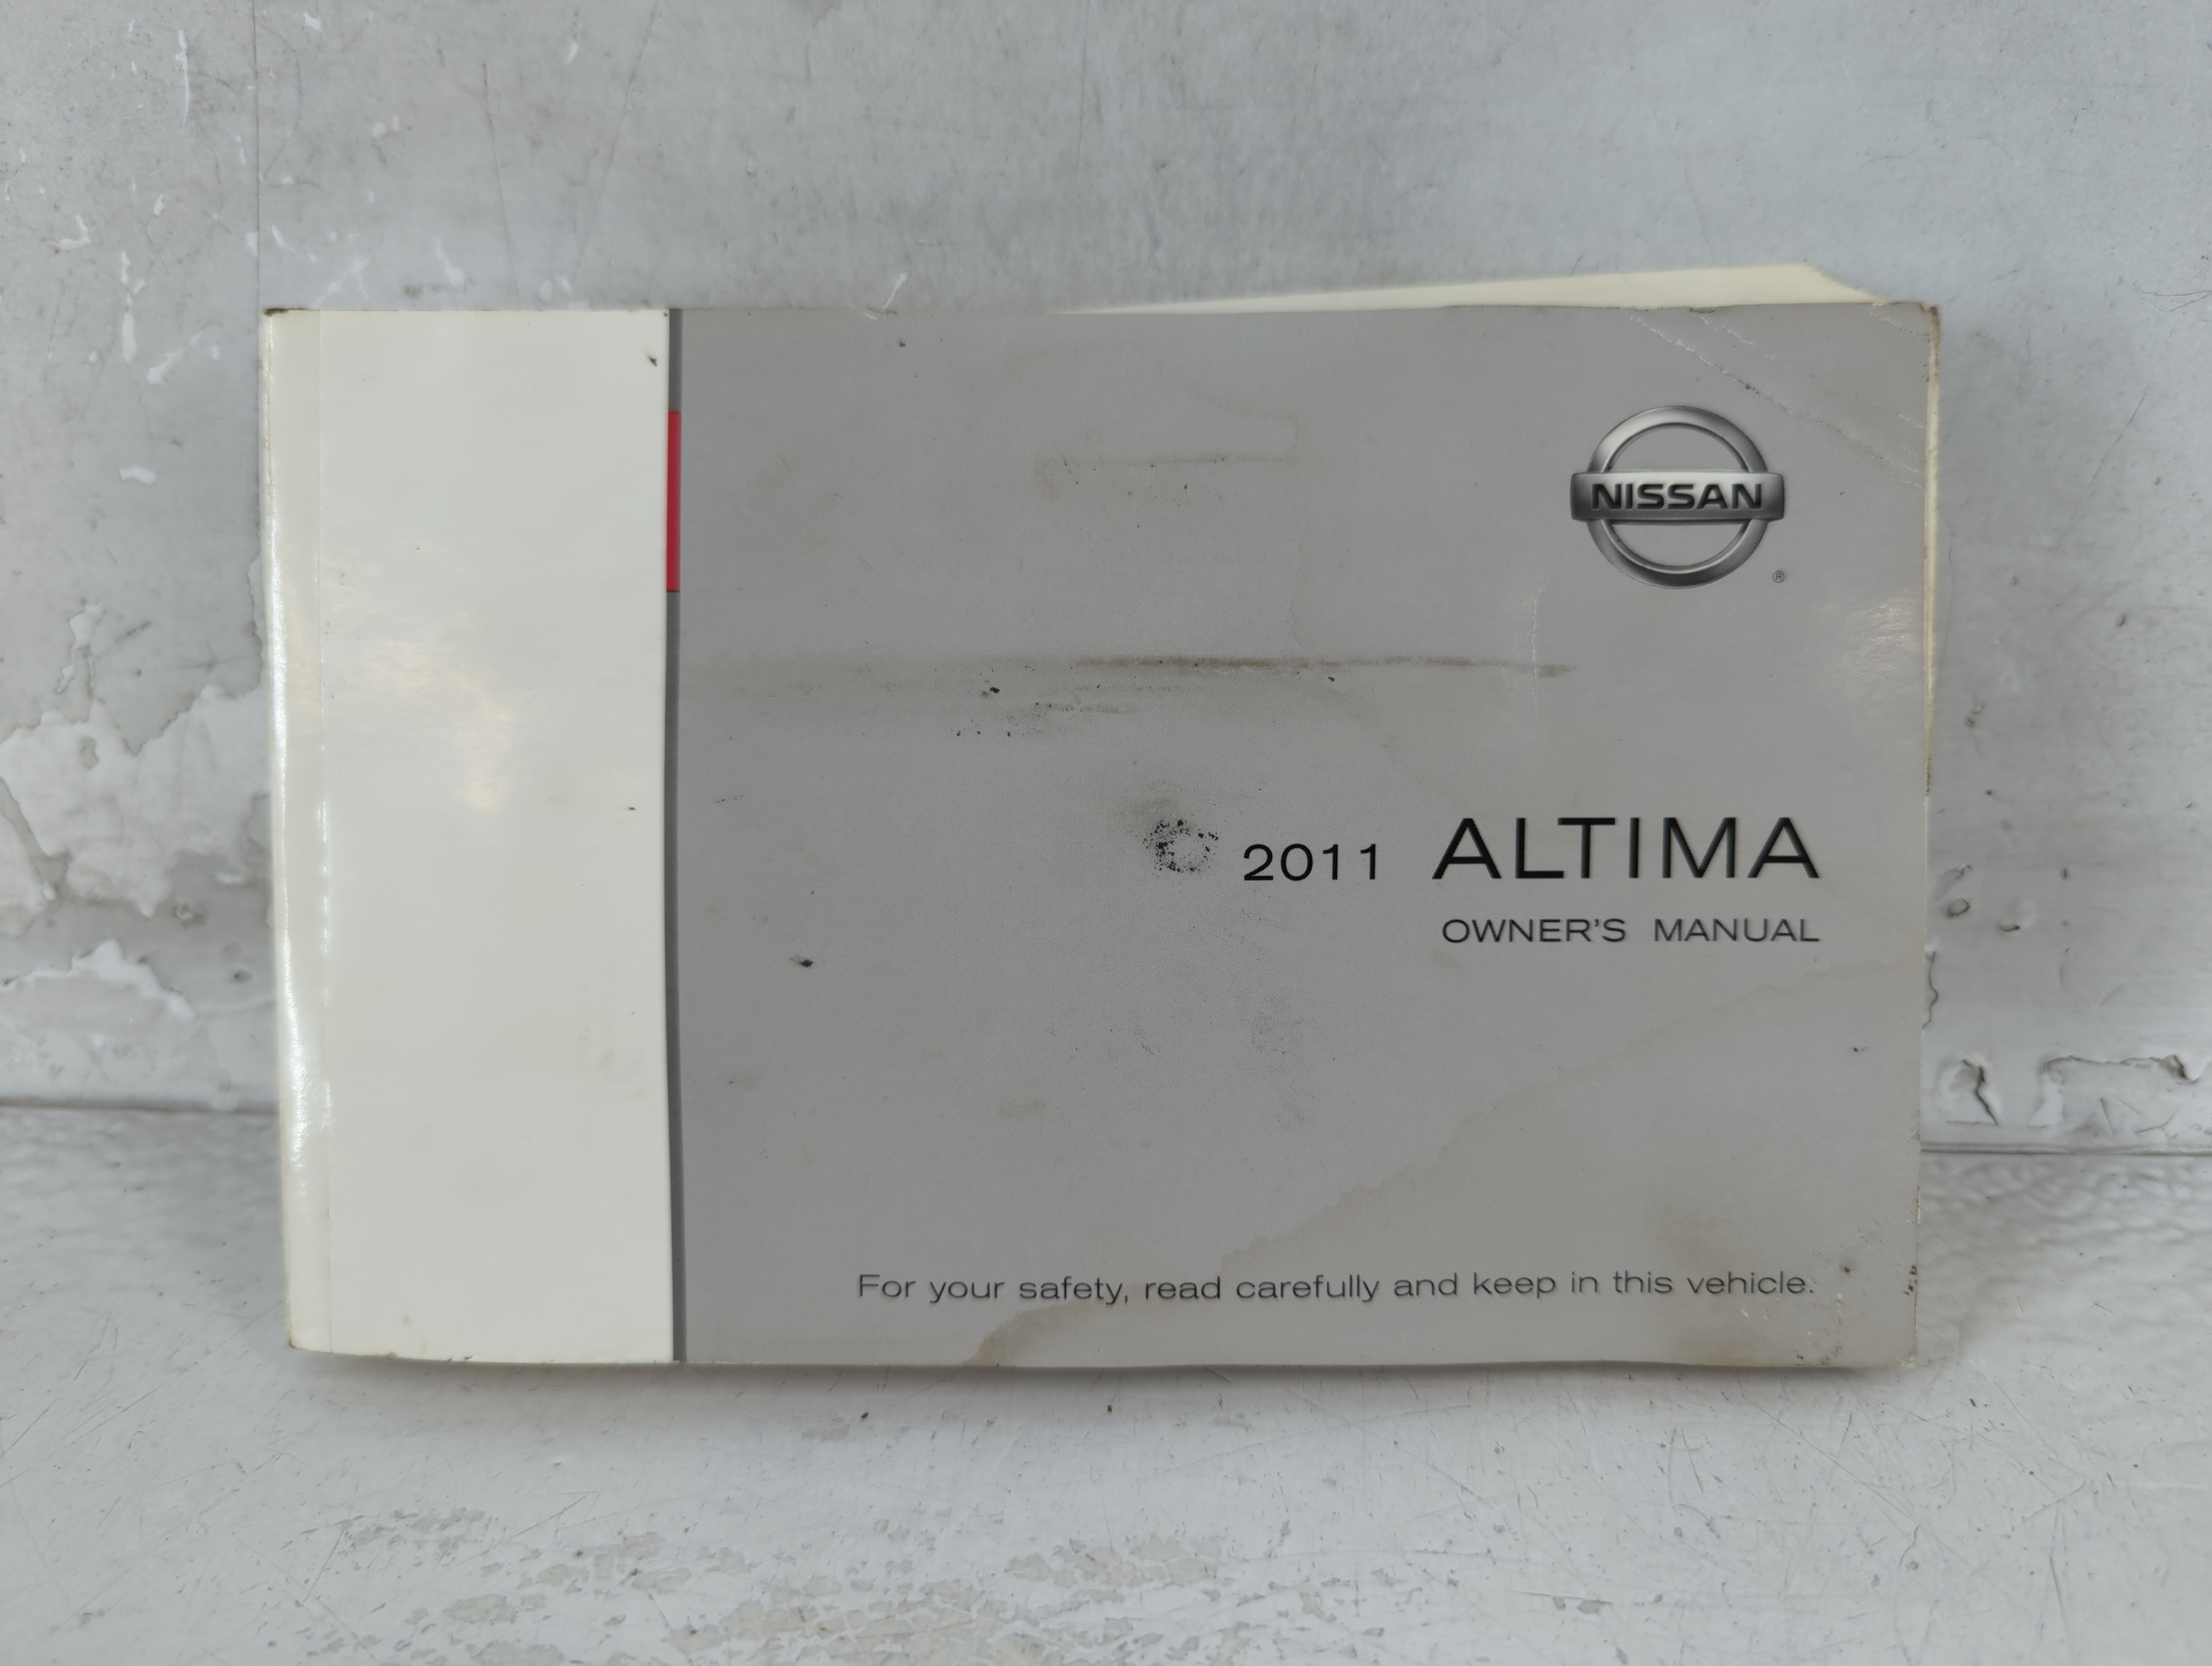 NISSAN
®
2011 ALTIMA
OWNER'S MANUAL
For your safety, read carefully and keep in this vehicle.